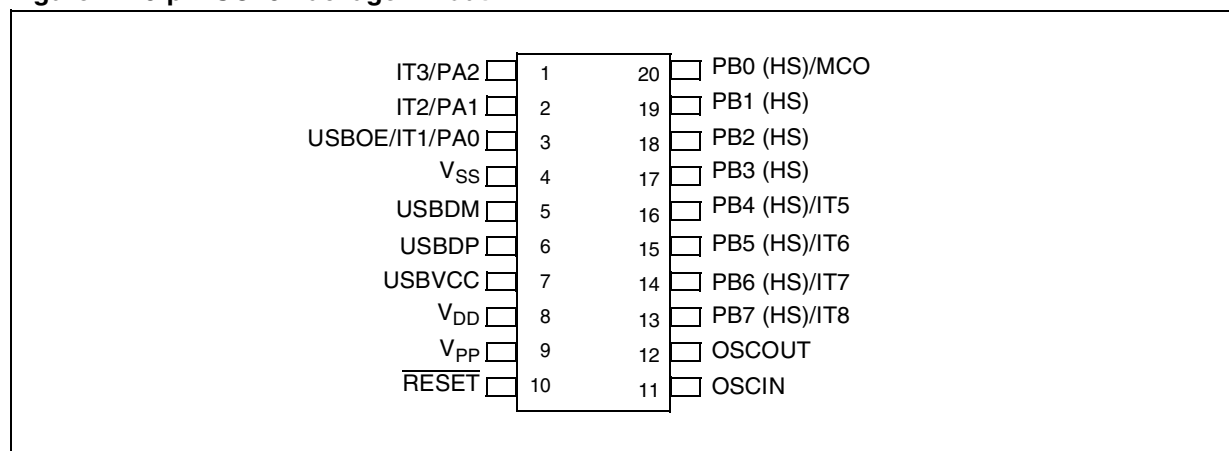 IT3/PA2 1 20 PB0 (HS)/MCO
IT2/PA1 2 19 PB1 (HS)
USBOE/IT1/PA0 3 18 PB2 (HS)
VSS 4 17 PB3 (HS)
USBDM 5 16 PB4 (HS)/IT5
USBDP 6 15 PB5 (HS)/IT6
USBVCC 7 14 PB6 (HS)/IT7
VDD 8 13 PB7 (HS)/IT8
VPP 9 12 OSCOUT
RESET 10 11 OSCIN